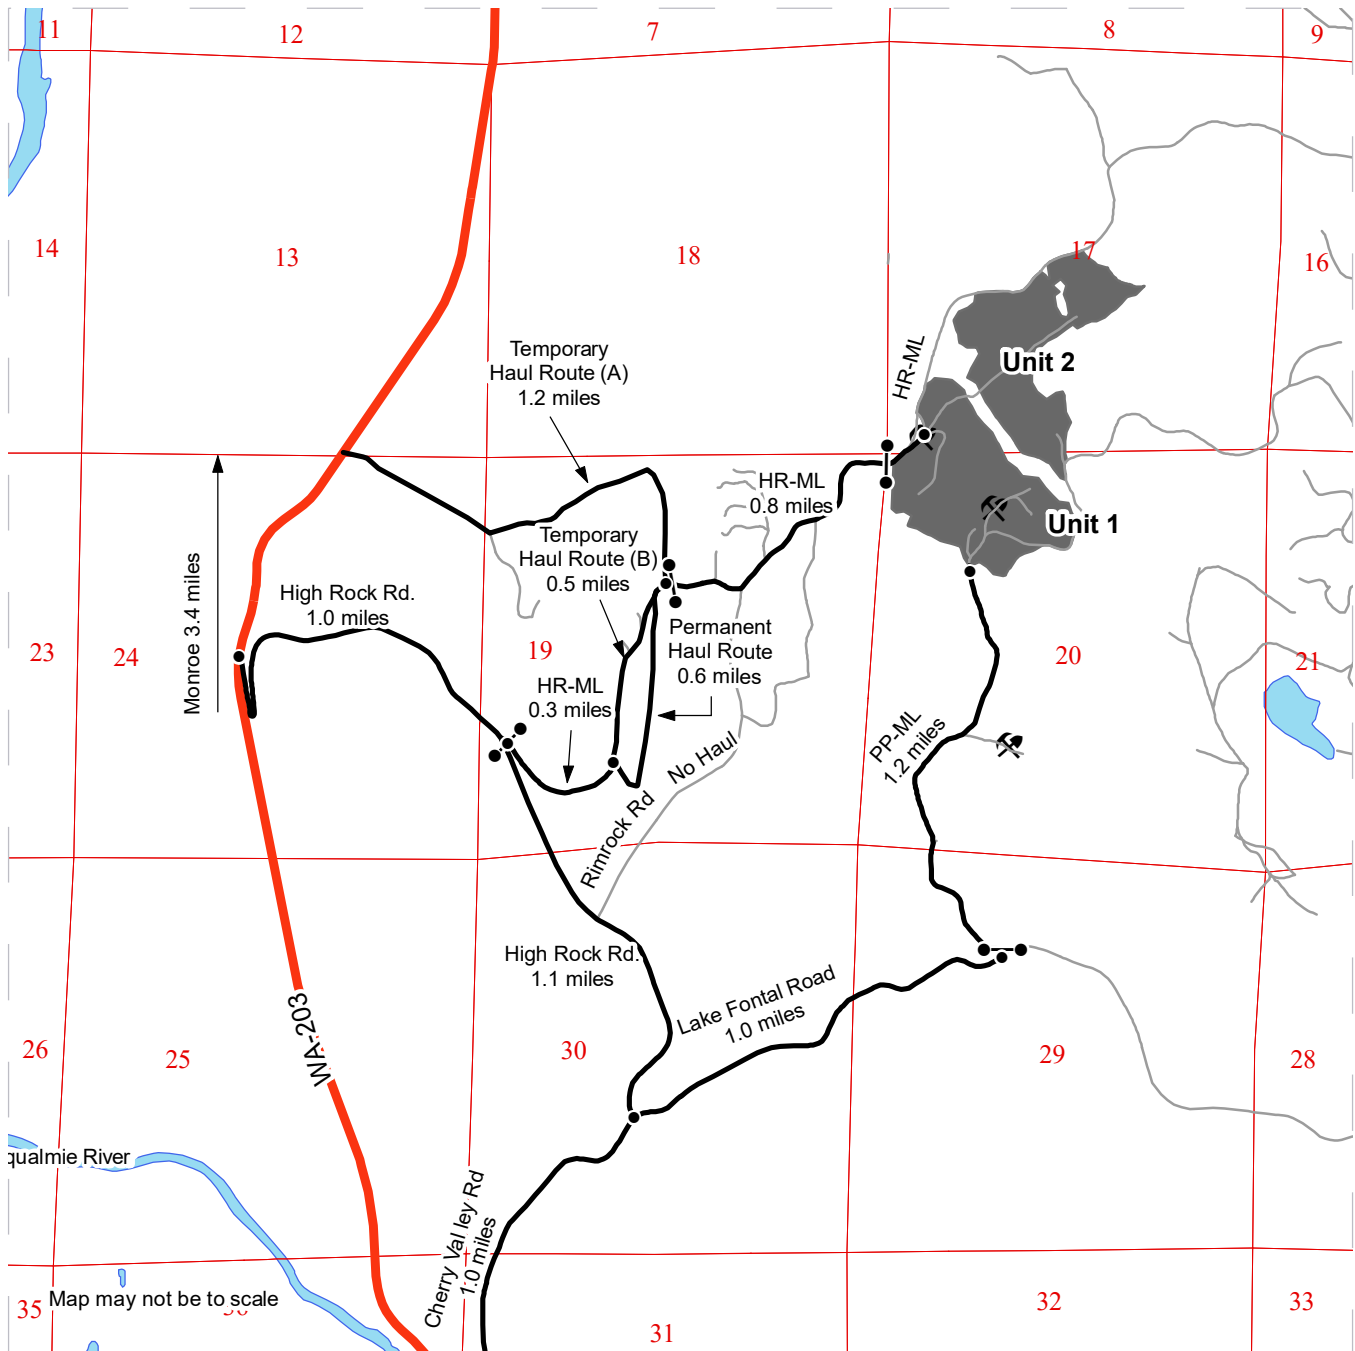 11
12
7
8
9
14
13
18
17
16
Temporary
Haul Route (A)
1.2 miles
HR-ML
Unit 2
HR-ML
0.8 miles
Unit 1
Temporary
Haul Route (B)
0.5 miles
High Rock Rd.
1.0 miles
Monroe 3.4 miles
Permanent
Haul Route
0.6 miles
23
24
19
20
21
HR-ML
0.3 miles
No Haul
PP-ML
1.2 miles
Rimrock Rd
High Rock Rd.
1.1 miles
Lake Fontal Road
1.0 miles
WA-203
26
25
30
29
28
qualmie River
Cherry Valley Rd
1.0 miles
Map may not be to scale
35
36
31
32
33